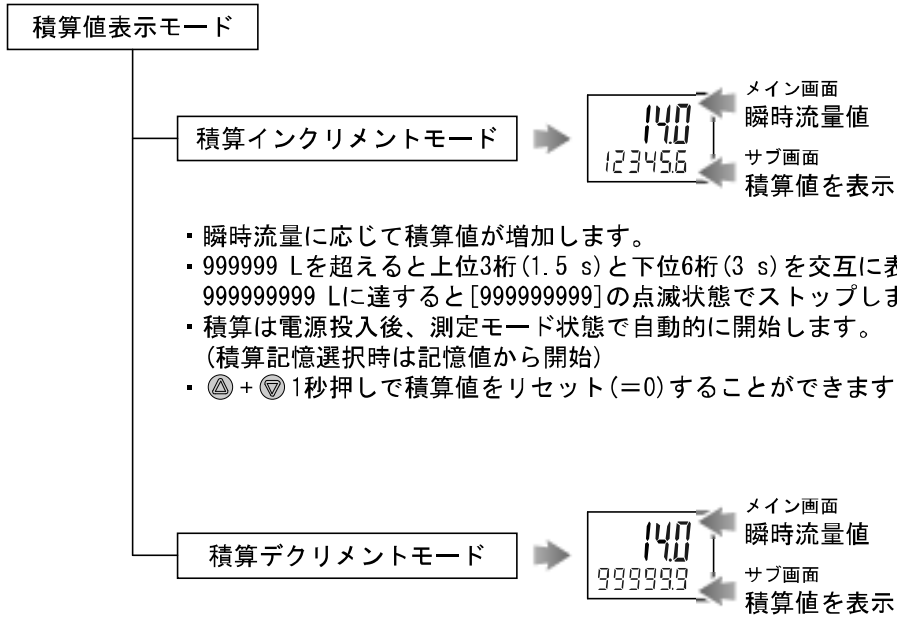 積算値表示モード
積算インクリメントモード
14.0
12345.6
メイン画面
瞬時流量値
サブ画面
積算値を表示
・瞬時流量に応じて積算値が増加します。
・999999 Lを超えると上位3桁(1.5 s)と下位6桁(3 s)を交互に
999999999 Lに達すると[999999999]の点滅状態でストップし
・積算は電源投入後、測定モード状態で自動的に開始します。
(積算記憶選択時は記憶値から開始)
・ + 1秒押しで積算値をリセット(＝0)することができます
積算デクリメントモード
14.0
99999.9
メイン画面
瞬時流量値
サブ画面
積算値を表示